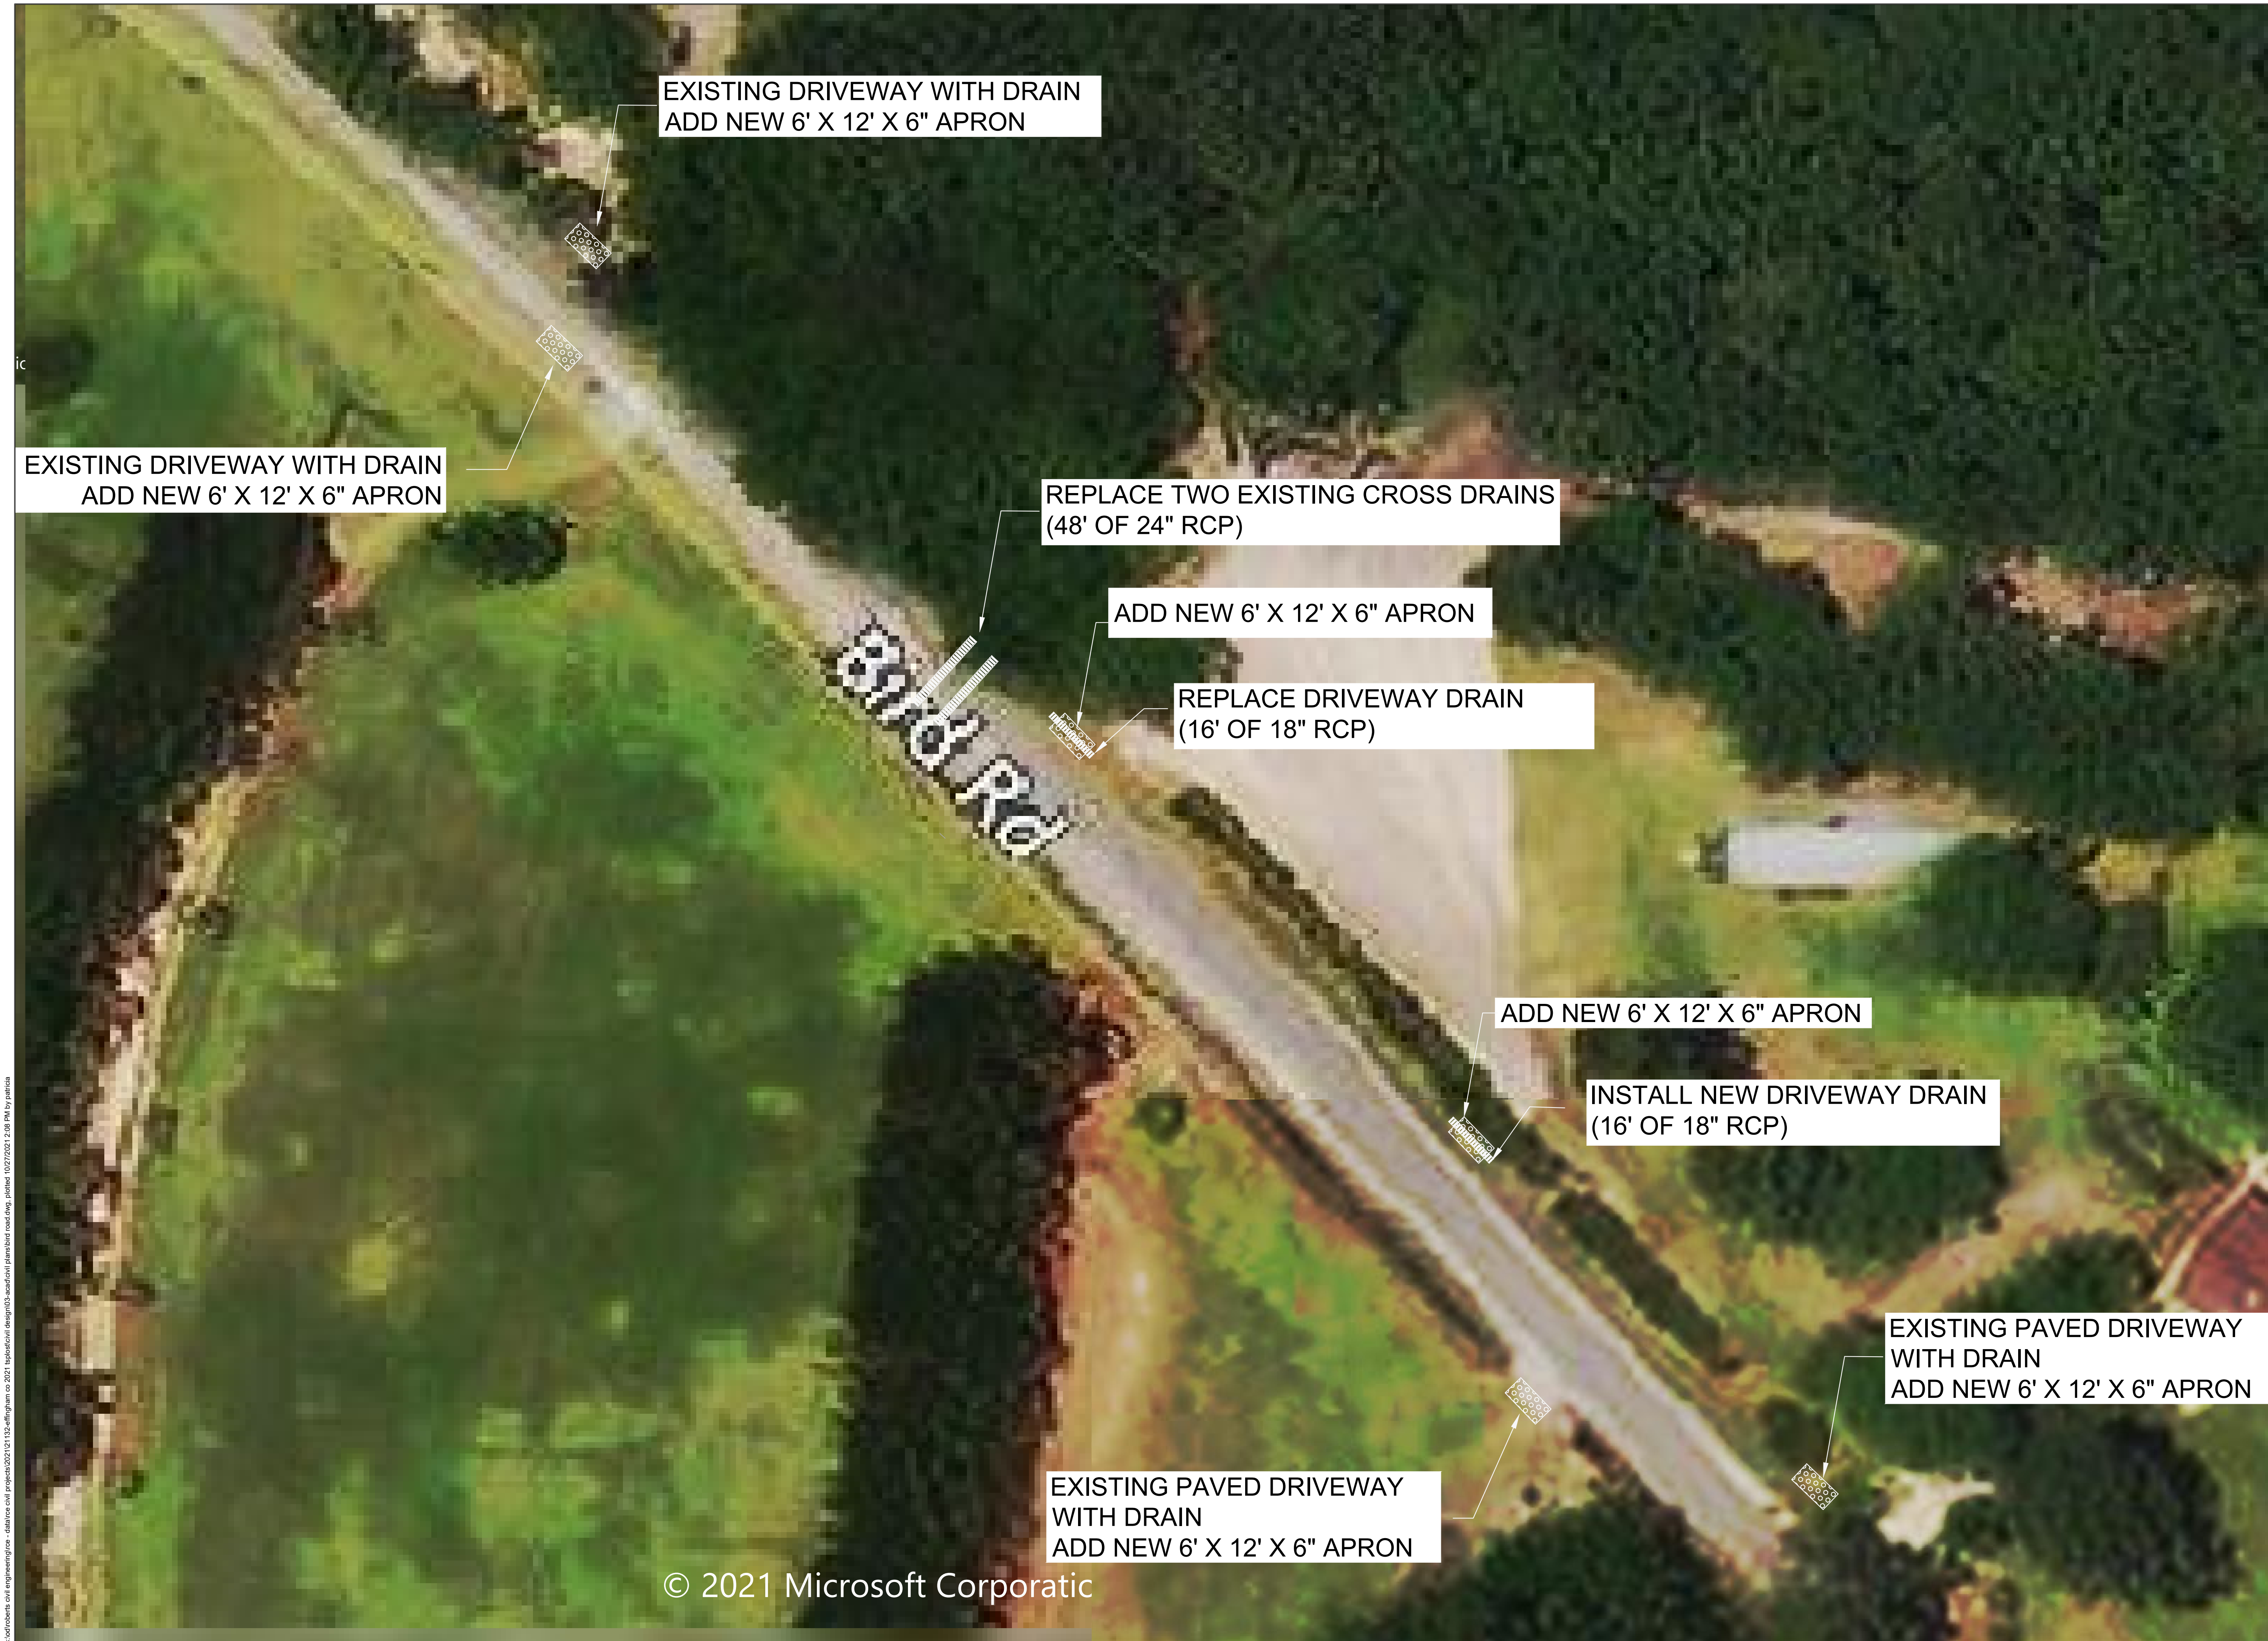 EXISTING DRIVEWAY WITH DRAIN
ADD NEW 6' X 12' X 6" APRON
ic
EXISTING DRIVEWAY WITH DRAIN
ADD NEW 6' X 12' X 6" APRON
REPLACE TWO EXISTING CROSS DRAINS
(48' OF 24" RCP)
ADD NEW 6' X 12' X 6" APRON
Bird Rd
REPLACE DRIVEWAY DRAIN
(16' OF 18" RCP)
ADD NEW 6' X 12' X 6" APRON
INSTALL NEW DRIVEWAY DRAIN
(16' OF 18" RCP)
EXISTING PAVED DRIVEWAY
WITH DRAIN
ADD NEW 6' X 12' X 6" APRON
EXISTING PAVED DRIVEWAY
WITH DRAIN
ADD NEW 6' X 12' X 6" APRON
© 2021 Microsoft Corporatic